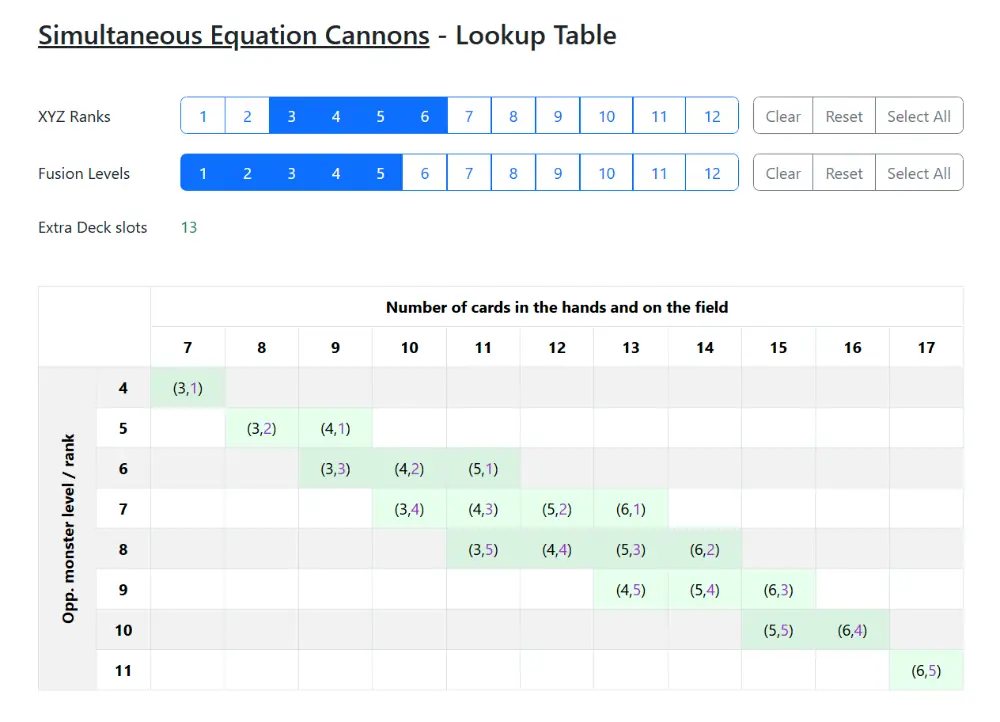 Simultaneous Equation Cannons - Lookup Table
XYZ Ranks 1 2 3 4 5 6 7 8 9 10 11 12 Clear Reset Select All
Fusion Levels 1 2 3 4 5 6 7 8 9 10 11 12 Clear Reset Select All
Extra Deck slots 13
Number of cards in the hands and on the field
7 8 9 10 11 12 13 14 15 16 17
Opp. monster level / rank
4 (3,1)
5 (3,2) (4,1)
6 (3,3) (4,2) (5,1)
7 (3,4) (4,3) (5,2) (6,1)
8 (3,5) (4,4) (5,3) (6,2)
9 (4,5) (5,4) (6,3)
10 (5,5) (6,4)
11 (6,5)